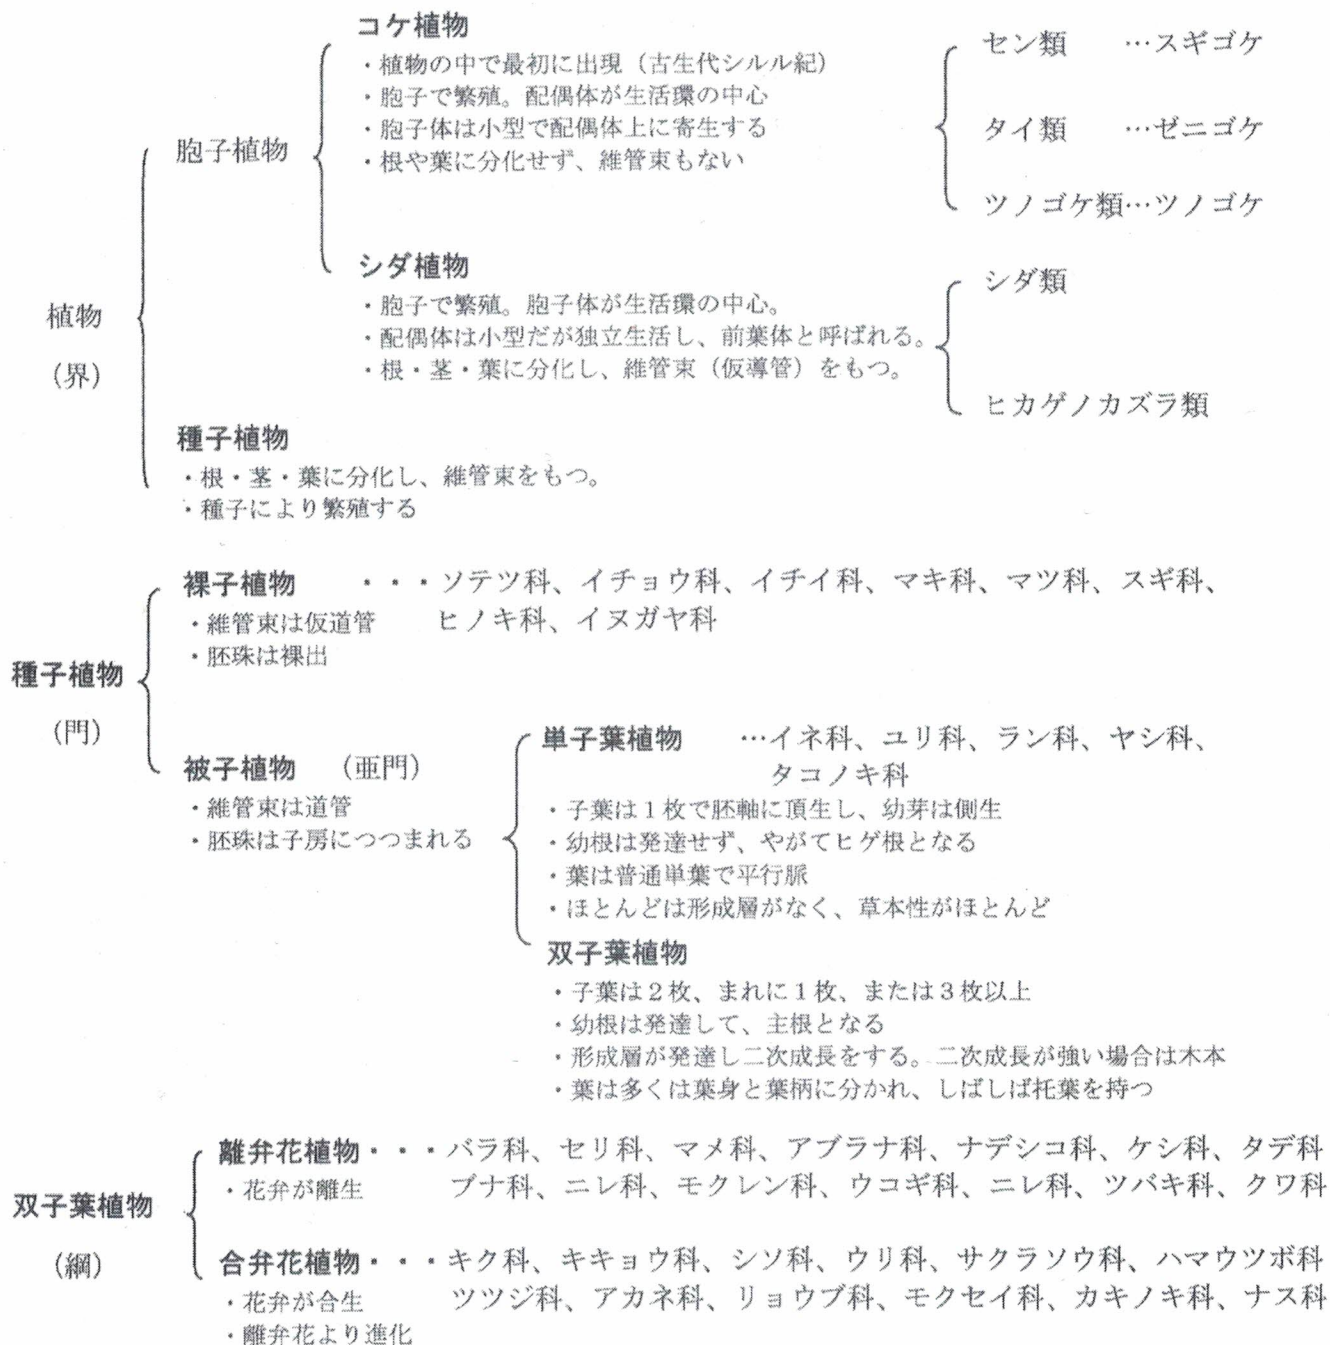 コケ植物
・植物の中で最初に出現（古生代シルル紀）
・胞子で繁殖。配偶体が生活環の中心
・胞子体は小型で配偶体上に寄生する
・根や葉に分化せず、維管束もない
セン類　…スギゴケ
タイ類　…ゼニゴケ
ツノゴケ類…ツノゴケ
胞子植物
シダ植物
・胞子で繁殖。胞子体が生活環の中心。
・配偶体は小型だが独立生活し、前葉体と呼ばれる。
・根・茎・葉に分化し、維管束（仮導管）をもつ。
シダ類
ヒカゲノカズラ類
植物
（界）
種子植物
・根・茎・葉に分化し、維管束をもつ。
・種子により繁殖する
裸子植物　・・・ソテツ科、イチョウ科、イチイ科、マキ科、マツ科、スギ科、
・維管束は仮道管　ヒノキ科、イヌガヤ科
・胚珠は裸出
種子植物
（門）
被子植物　（亜門）
・維管束は道管
・胚珠は子房につつまれる
単子葉植物　…イネ科、ユリ科、ラン科、ヤシ科、
タコノキ科
・子葉は１枚で胚軸に頂生し、幼芽は側生
・幼根は発達せず、やがてヒゲ根となる
・葉は普通単葉で平行脈
・ほとんどは形成層がなく、草本性がほとんど
双子葉植物
・子葉は２枚、まれに１枚、または３枚以上
・幼根は発達して、主根となる
・形成層が発達し二次成長をする。二次成長が強い場合は木本
・葉は多くは葉身と葉柄に分かれ、しばしば托葉を持つ
離弁花植物・・・バラ科、セリ科、マメ科、アブラナ科、ナデシコ科、ケシ科、タデ科
・花弁が離生　ブナ科、ニレ科、モクレン科、ウコギ科、ニレ科、ツバキ科、クワ科
双子葉植物
（綱）
合弁花植物・・・キク科、キキョウ科、シソ科、ウリ科、サクラソウ科、ハマウツボ科
・花弁が合生　ツツジ科、アカネ科、リョウブ科、モクセイ科、カキノキ科、ナス科
・離弁花より進化